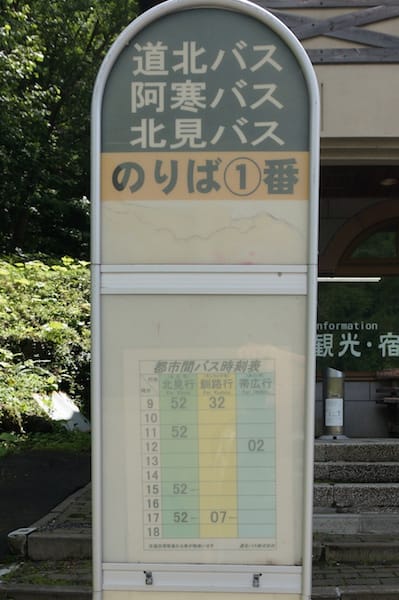 道北バス
阿寒バス
北見バス
のりば①番
都市間バス時刻表
北見行 釧路行 帯広行
9 52 32
10
11 52
12 02
13
14
15 52
16
17 52 07
18
information
観光・宿